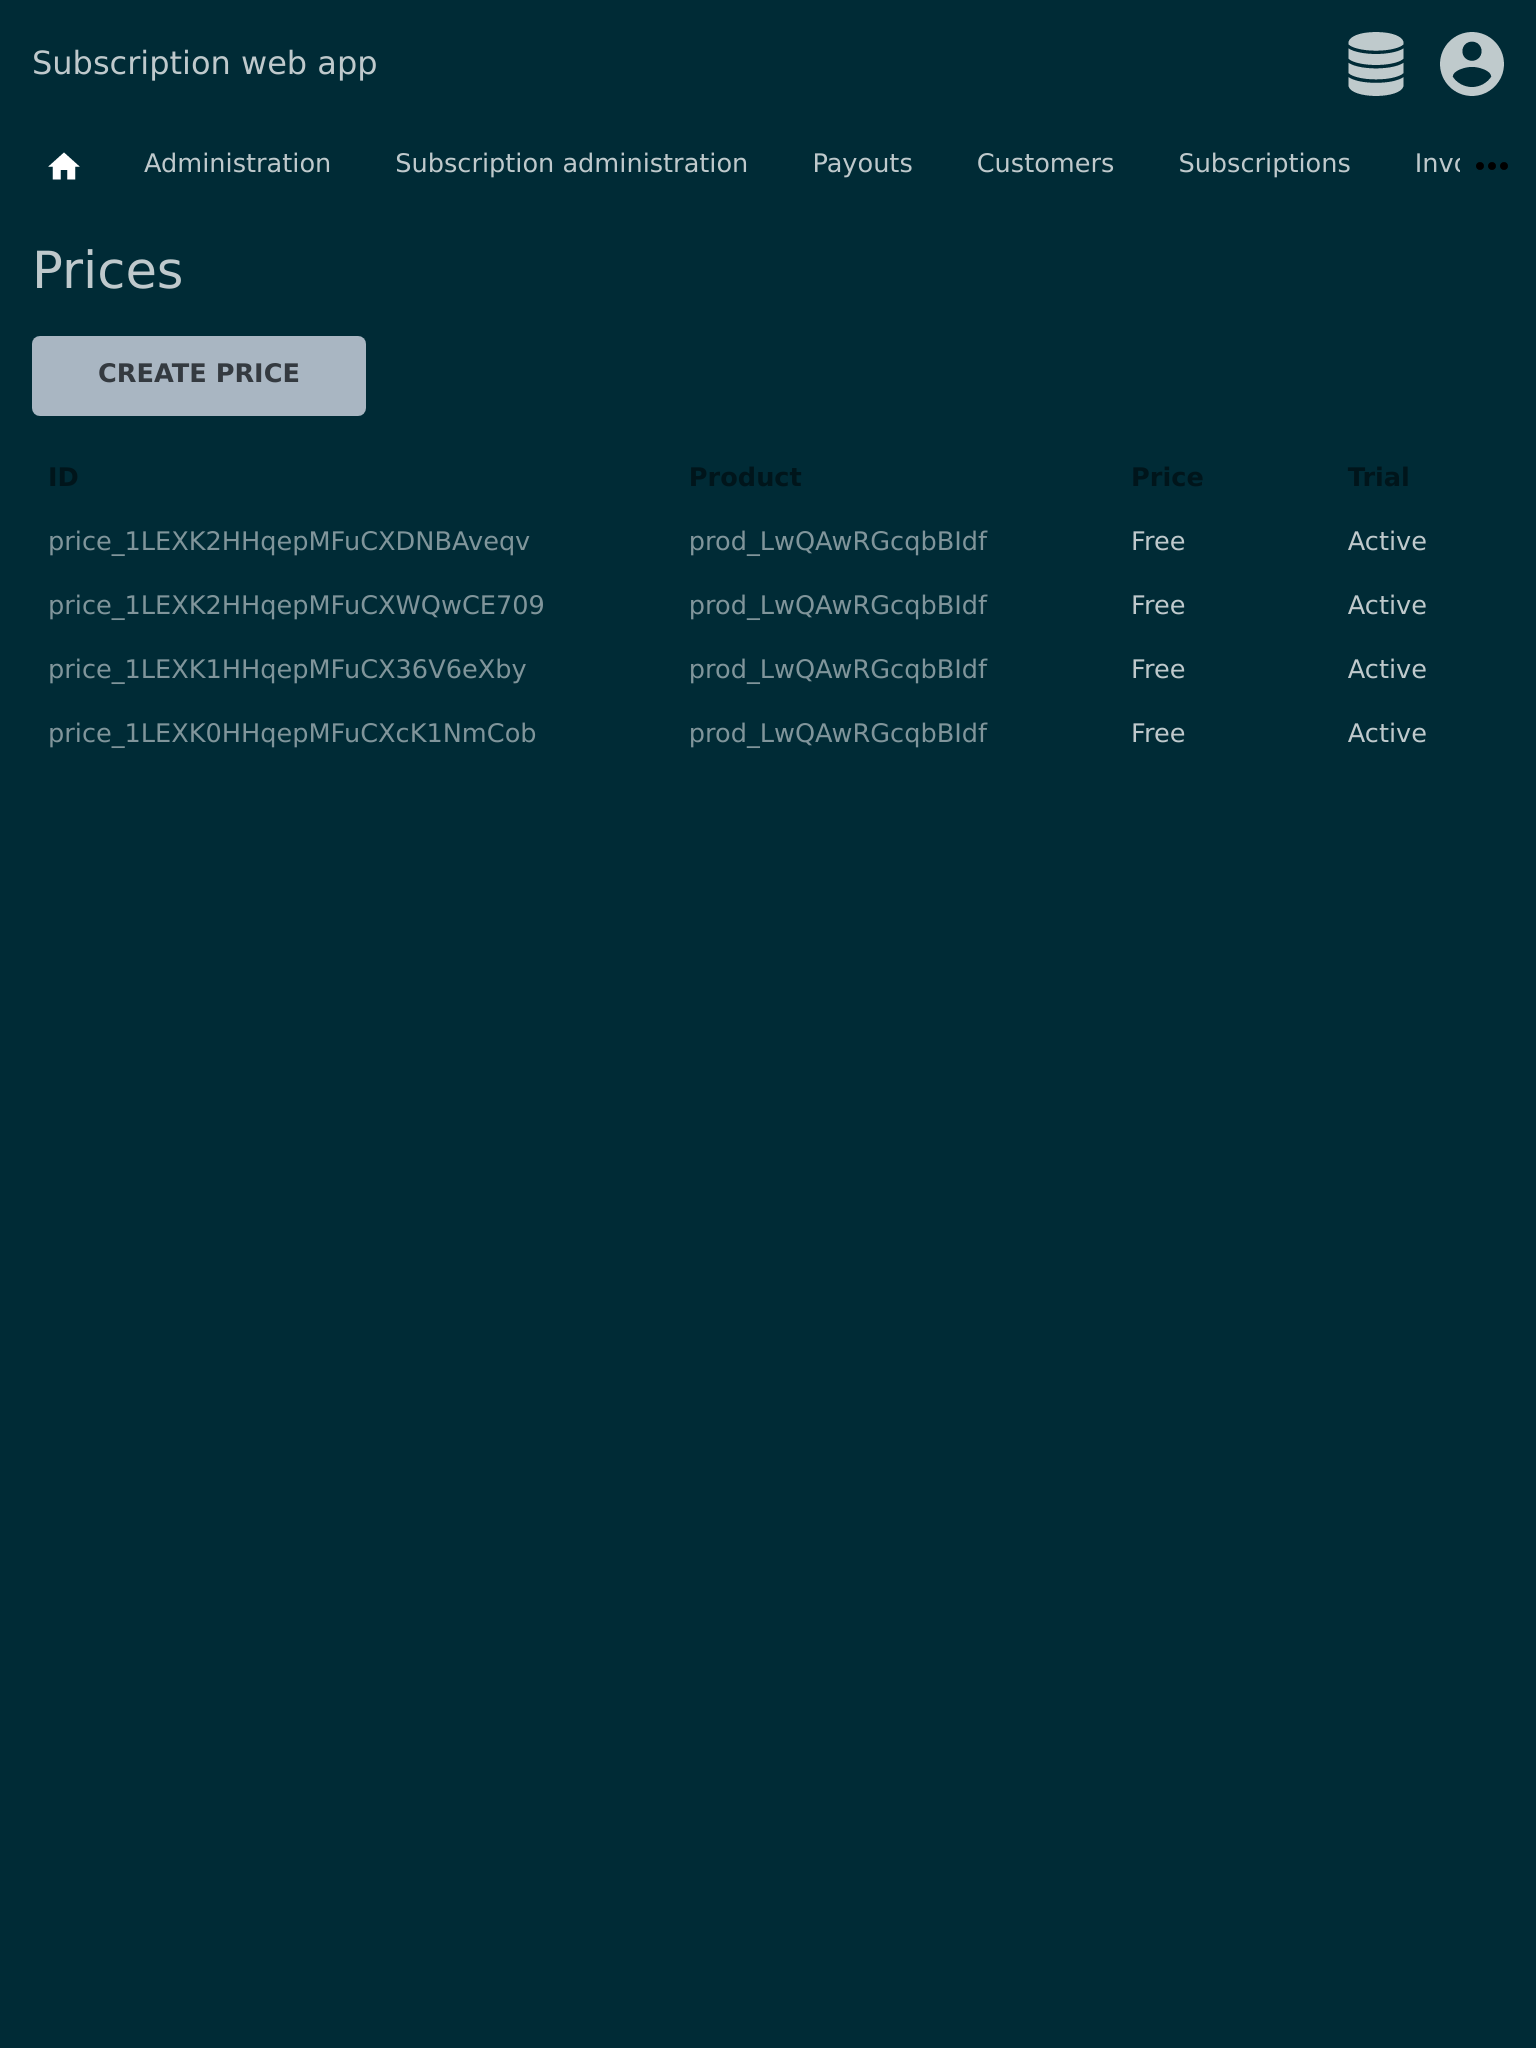 Subscription web app
Administration Subscription administration Payouts Customers Subscriptions
Prices
CREATE PRICE
ID Product Price Trial
price_1LEXK2HHqepMFuCXDNBAveqv prod_LwQAwRGcqbBIdf Free Active
price_1LEXK2HHqepMFuCXWQwCE709 prod_LwQAwRGcqbBIdf Free Active
price_1LEXK1HHqepMFuCX36V6eXby prod_LwQAwRGcqbBIdf Free Active
price_1LEXK0HHqepMFuCXcK1NmCob prod_LwQAwRGcqbBIdf Free Active